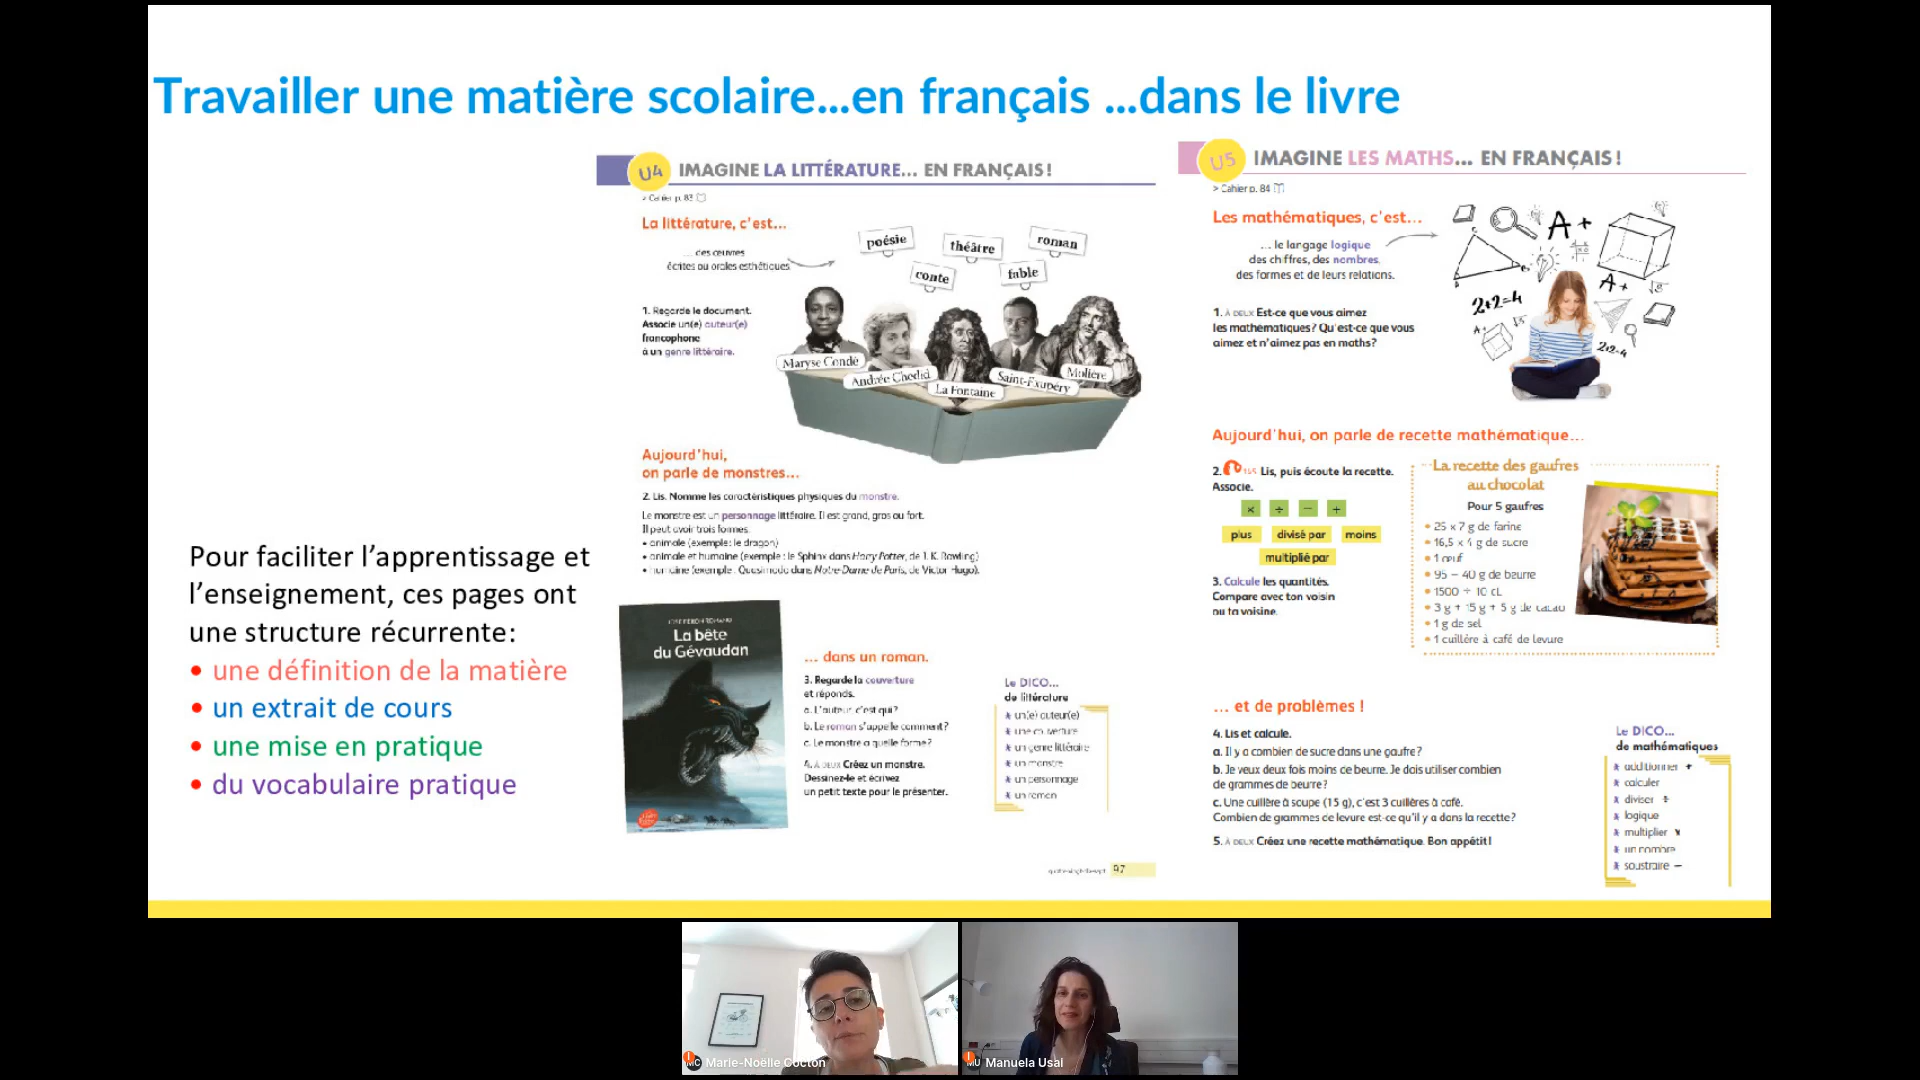 Travailler une matière scolaire...en français ...dans le livre
Pour faciliter l'apprentissage et
l'enseignement, ces pages ont
une structure récurrente:
• une définition de la matière
• un extrait de cours
• une mise en pratique
• du vocabulaire pratique
U4 IMAGINE LA LITTÉRATURE... EN FRANÇAIS !
> Cahier p. 83
La littérature, c'est...
... des œuvres
écrites ou orales esthétiques.
poésie
théâtre
roman
conte
fable
1. Regarde le document.
Associe un(e) auteur(e)
francophone
à un genre littéraire.
Maryse Condé
Andrée Chedid
La Fontaine
Saint-Exupéry
Molière
Aujourd'hui,
on parle de monstres...
2. Lis. Nomme les caractéristiques physiques du monstre.
Le monstre est un personnage littéraire. Il est grand, gros ou fort.
Il peut avoir trois formes.
• animale (exemple : le dragon)
• animale et humaine (exemple : le Sphinx dans Harry Potter, de J. K. Rowling)
• humaine (exemple : Quasimodo dans Notre-Dame de Paris, de Victor Hugo).
La bête
du Gévaudan
... dans un roman.
3. Regarde la couverture
et réponds.
a. L'auteur, c'est qui ?
b. Le roman s'appelle comment ?
c. Le monstre a quelle forme ?
4. À DEUX Créez un monstre.
Dessinez-le et écrivez
un petit texte pour le présenter.
Le DICO...
de littérature
* un(e) auteur(e)
* une couverture
* un genre littéraire
* un monstre
* un personnage
* un roman
97
U5 IMAGINE LES MATHS... EN FRANÇAIS !
> Cahier p. 84
Les mathématiques, c'est...
... le langage logique
des chiffres, des nombres,
des formes et de leurs relations.
A+
A+
2+2=4
2+2=4
1. À DEUX Est-ce que vous aimez
les mathématiques ? Qu'est-ce que vous
aimez et n'aimez pas en maths ?
Aujourd'hui, on parle de recette mathématique...
2. Lis, puis écoute la recette.
Associe.
× ÷ − +
plus divisé par moins
multiplié par
3. Calcule les quantités.
Compare avec ton voisin
ou ta voisine.
La recette des gaufres
au chocolat
Pour 5 gaufres
• 25 x 7 g de farine
• 16,5 × 4 g de sucre
• 1 œuf
• 95 − 40 g de beurre
• 1500 ÷ 10 cL
• 3 g + 15 g + 5 g de cacao
• 1 g de sel
• 1 cuillère à café de levure
... et de problèmes !
4. Lis et calcule.
a. Il y a combien de sucre dans une gaufre ?
b. Je veux deux fois moins de beurre. Je dois utiliser combien
de grammes de beurre ?
c. Une cuillère à soupe (15 g), c'est 3 cuillères à café.
Combien de grammes de levure est-ce qu'il y a dans la recette ?
5. À DEUX Créez une recette mathématique. Bon appétit !
Le DICO...
de mathématiques
* additionner +
* calculer
* diviser ÷
* logique
* multiplier ×
* un nombre
* soustraire −
MC Marie-Noëlle Cocton
MU Manuela Usai